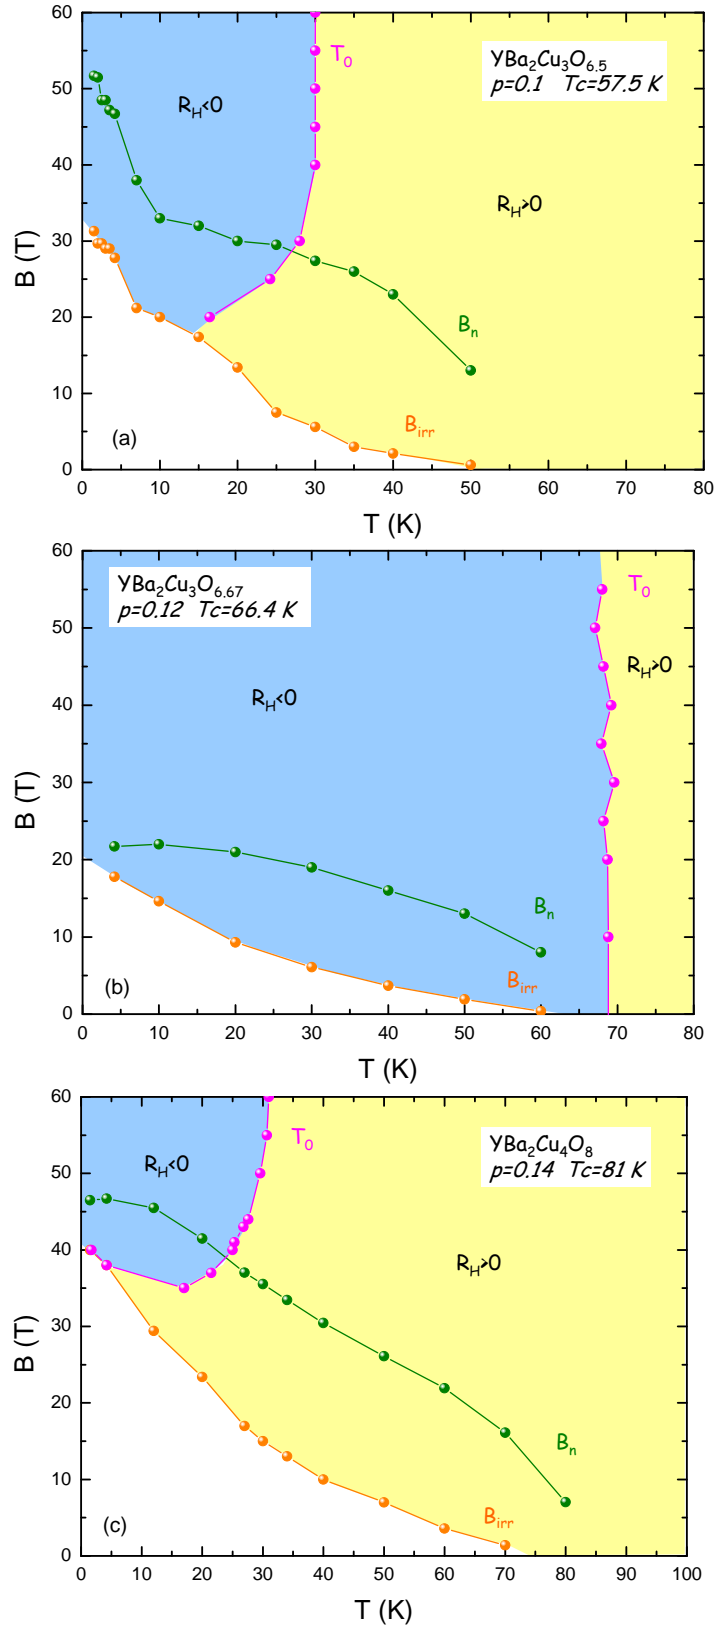 60
50
40
30
20
10
0
B (T)
R_H<0
T_0
YBa₂Cu₃O₆.₅
p=0.1 Tc=57.5 K
R_H>0
B_n
B_irr
(a)
0 10 20 30 40 50 60 70 80
T (K)
60
50
40
30
20
10
0
B (T)
YBa₂Cu₃O₆.₆₇
p=0.12 Tc=66.4 K
T_0
R_H>0
R_H<0
B_n
B_irr
(b)
0 10 20 30 40 50 60 70 80
T (K)
60
50
40
30
20
10
0
B (T)
T_0
YBa₂Cu₄O₈
p=0.14 Tc=81 K
R_H<0
R_H>0
B_n
B_irr
(c)
0 10 20 30 40 50 60 70 80 90 100
T (K)